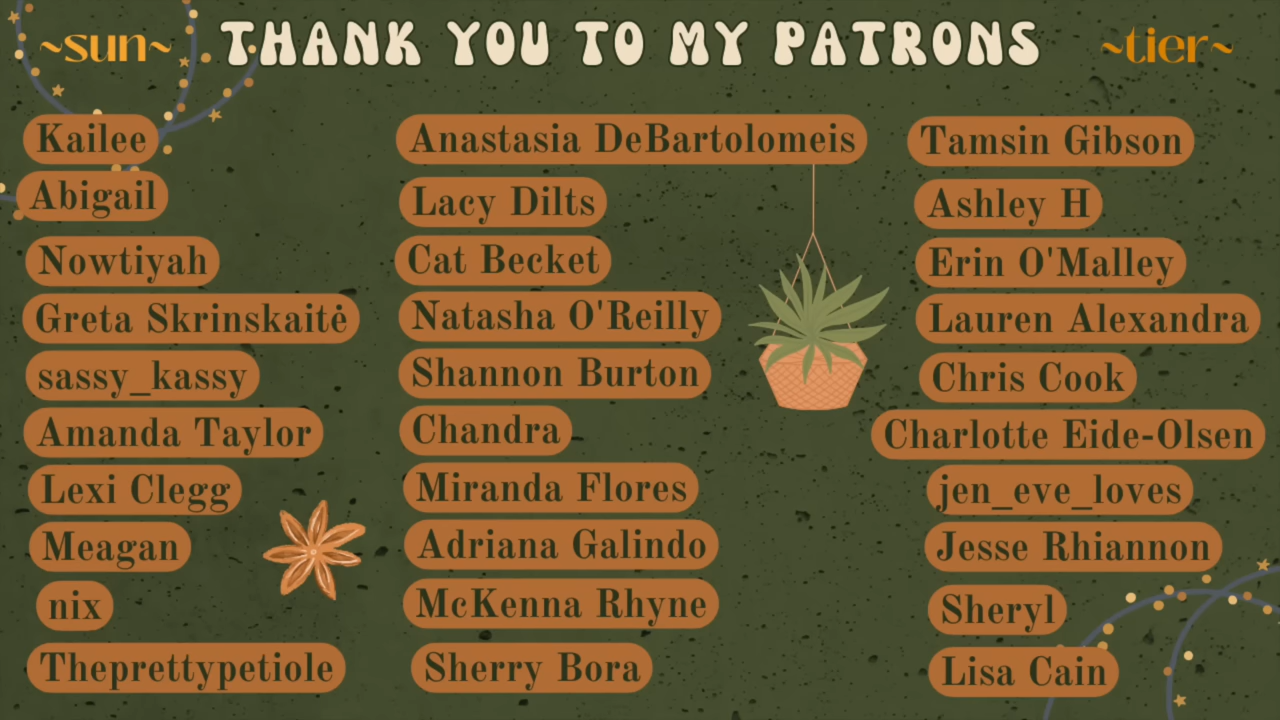 ~sun~
THANK YOU TO MY PATRONS
~tier~
Kailee
Abigail
Nowtiyah
Greta Skrinskaitė
sassy_kassy
Amanda Taylor
Lexi Clegg
Meagan
nix
Theprettypetiole
Anastasia DeBartolomeis
Lacy Dilts
Cat Becket
Natasha O'Reilly
Shannon Burton
Chandra
Miranda Flores
Adriana Galindo
McKenna Rhyne
Sherry Bora
Tamsin Gibson
Ashley H
Erin O'Malley
Lauren Alexandra
Chris Cook
Charlotte Eide-Olsen
jen_eve_loves
Jesse Rhiannon
Sheryl
Lisa Cain